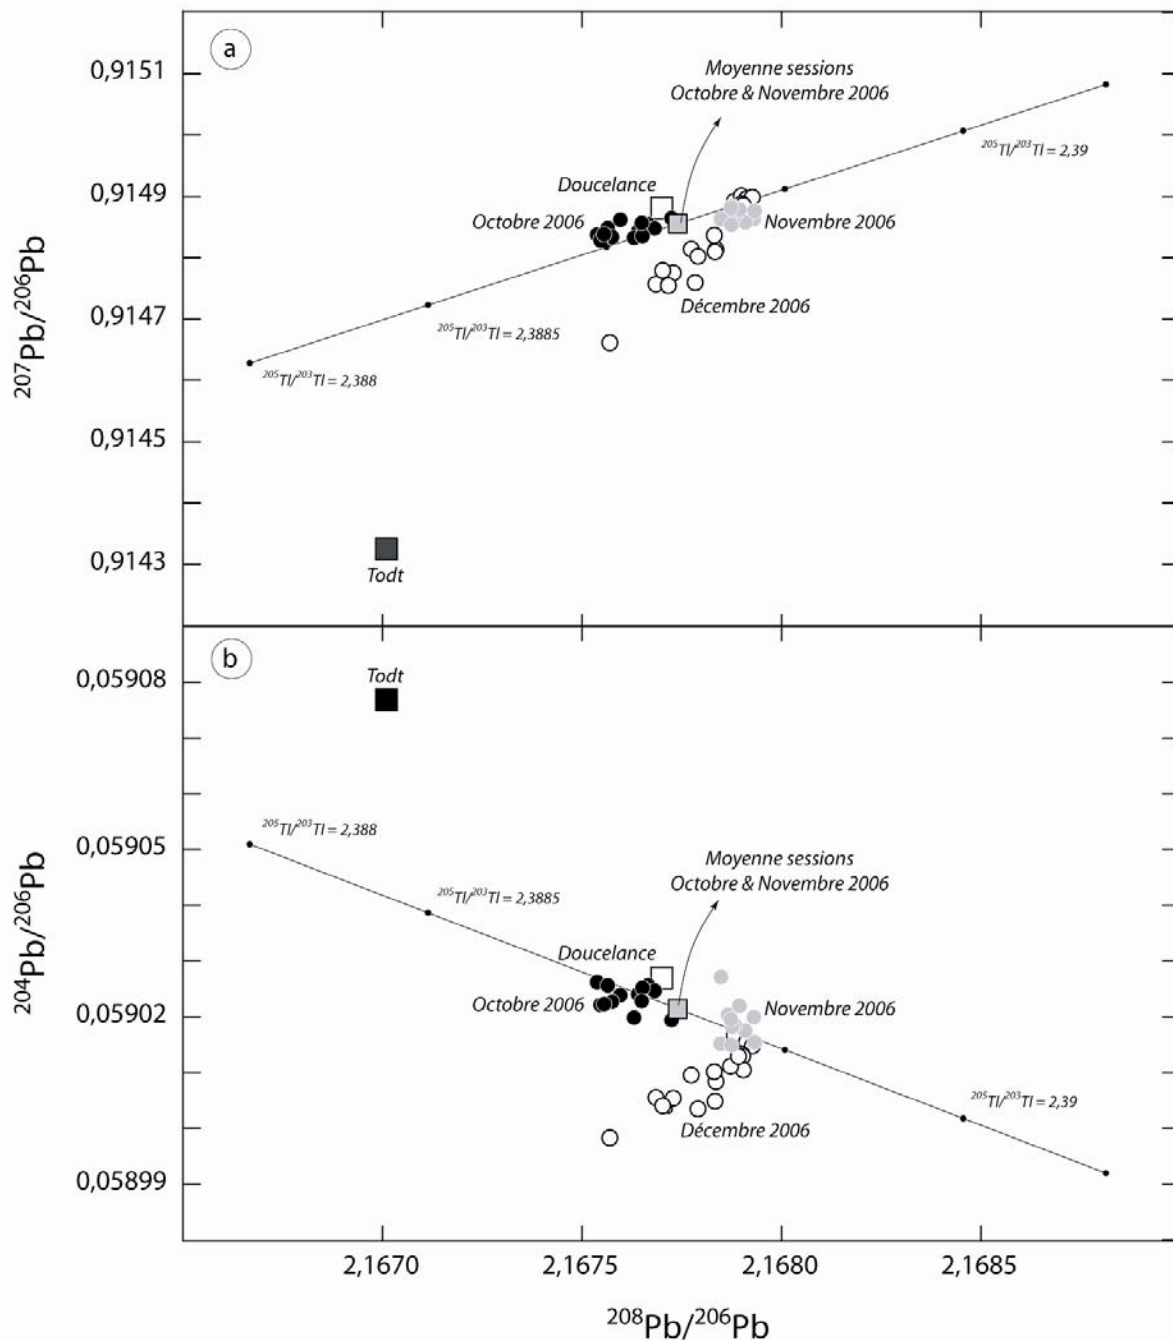 a
0,9151
0,9149
0,9147
0,9145
0,9143
²⁰⁷Pb/²⁰⁶Pb
Moyenne sessions
Octobre & Novembre 2006
²⁰⁵Tl/²⁰³Tl = 2,39
Doucelance
Octobre 2006
Novembre 2006
Décembre 2006
²⁰⁵Tl/²⁰³Tl = 2,3885
²⁰⁵Tl/²⁰³Tl = 2,388
Todt
b
0,05908
0,05905
0,05902
0,05899
²⁰⁴Pb/²⁰⁶Pb
Todt
²⁰⁵Tl/²⁰³Tl = 2,388
Moyenne sessions
Octobre & Novembre 2006
²⁰⁵Tl/²⁰³Tl = 2,3885
Doucelance
Octobre 2006
Novembre 2006
²⁰⁵Tl/²⁰³Tl = 2,39
Décembre 2006
2,1670
2,1675
2,1680
2,1685
²⁰⁸Pb/²⁰⁶Pb